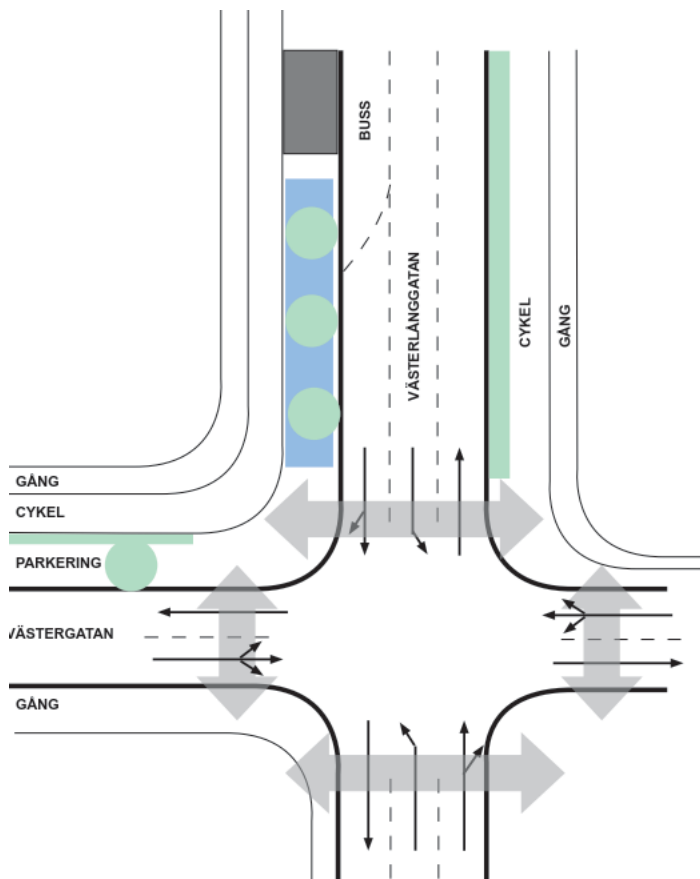 BUSS
VÄSTERLÅNGGATAN
CYKEL
GÅNG
GÅNG
CYKEL
PARKERING
VÄSTERGATAN
GÅNG